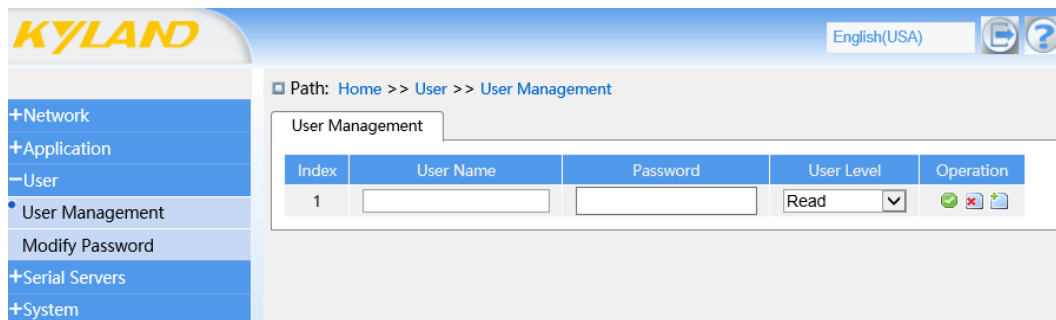 KYLAND
English(USA)
Path: Home >> User >> User Management
+Network
+Application
−User
User Management
Modify Password
+Serial Servers
+System
User Management
Index User Name Password User Level Operation
1 Read